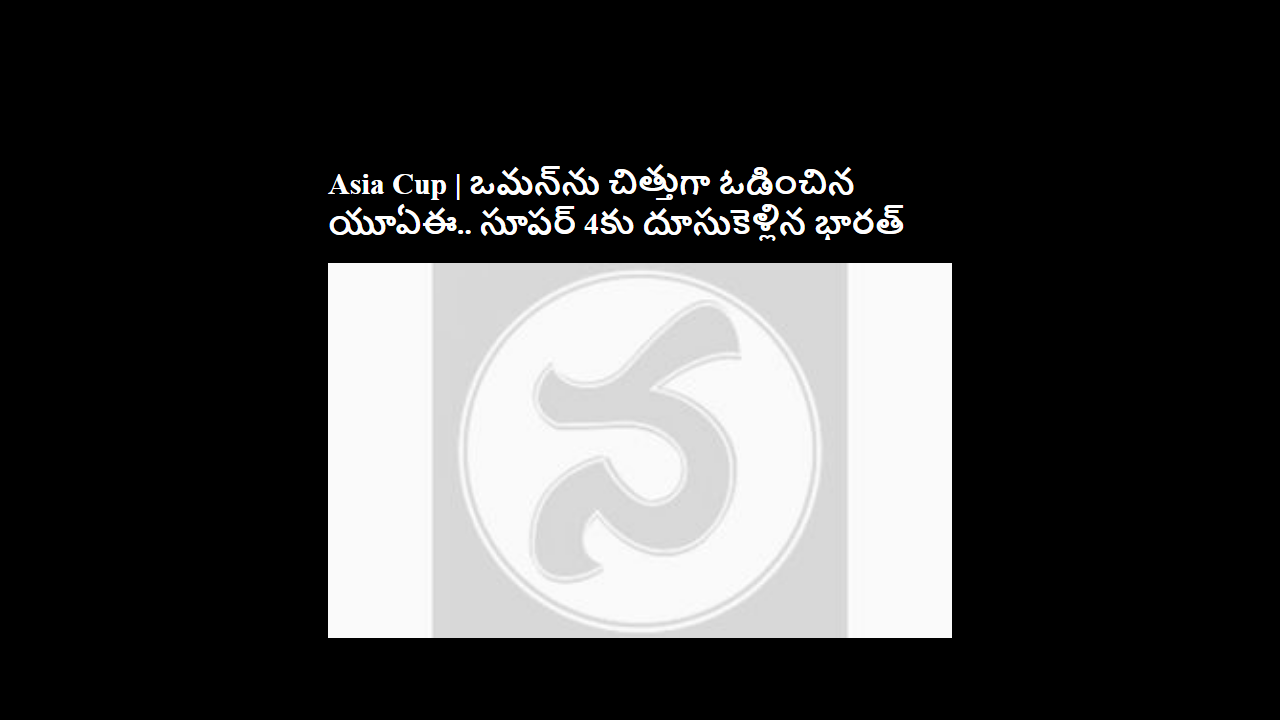 Asia Cup | ఒమన్‌ను చిత్తుగా ఓడించిన
యూఏఈ.. సూపర్ 4కు దూసుకెళ్లిన భారత్
న